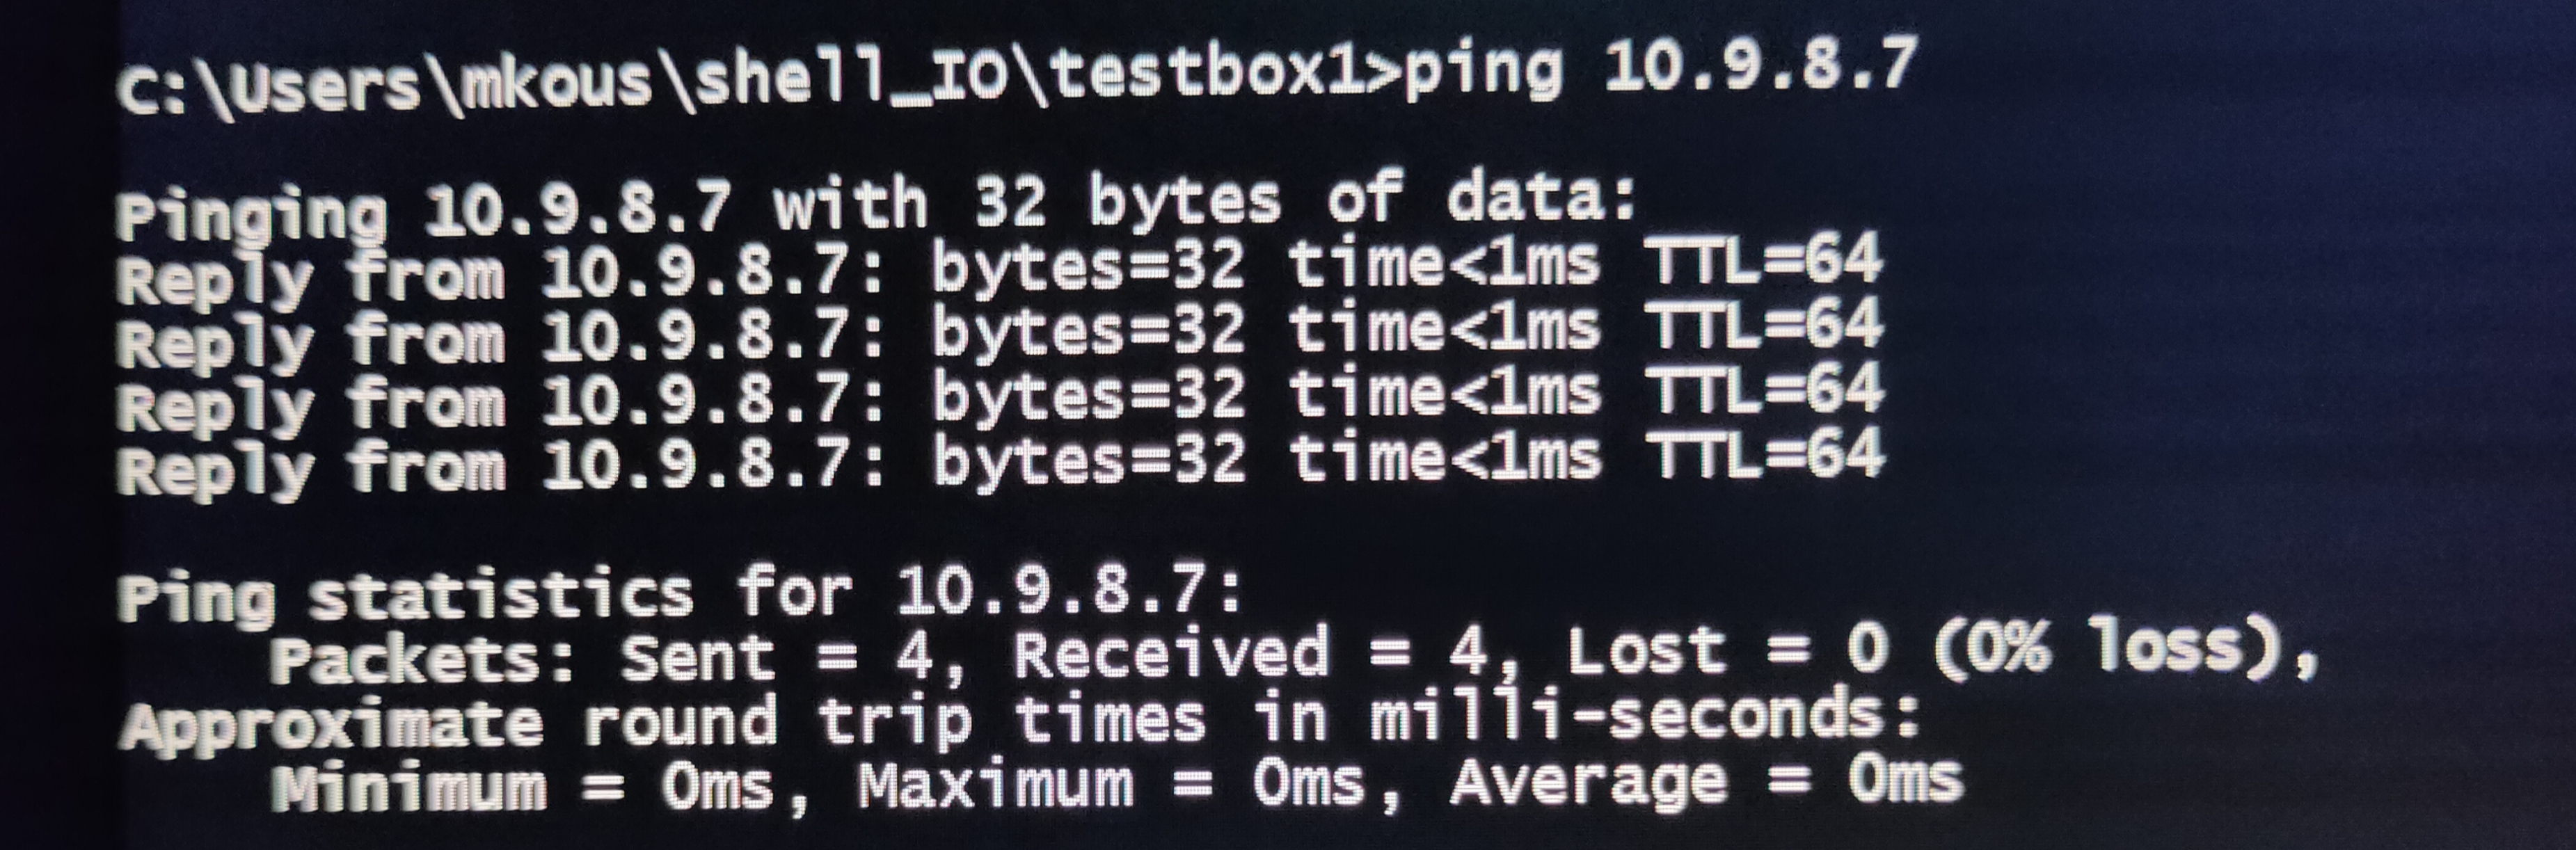 C:\Users\mkous\shell_IO\testbox1>ping 10.9.8.7
Pinging 10.9.8.7 with 32 bytes of data:
Reply from 10.9.8.7: bytes=32 time<1ms TTL=64
Reply from 10.9.8.7: bytes=32 time<1ms TTL=64
Reply from 10.9.8.7: bytes=32 time<1ms TTL=64
Reply from 10.9.8.7: bytes=32 time<1ms TTL=64
Ping statistics for 10.9.8.7:
    Packets: Sent = 4, Received = 4, Lost = 0 (0% loss),
Approximate round trip times in milli-seconds:
    Minimum = 0ms, Maximum = 0ms, Average = 0ms